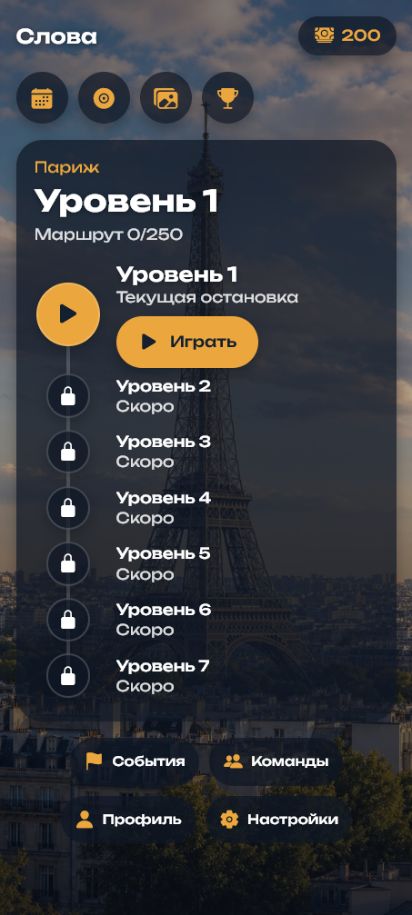 Слова
200
Париж
Уровень 1
Маршрут 0/250
Уровень 1
Текущая остановка
Играть
Уровень 2
Скоро
Уровень 3
Скоро
Уровень 4
Скоро
Уровень 5
Скоро
Уровень 6
Скоро
Уровень 7
Скоро
События
Команды
Профиль
Настройки